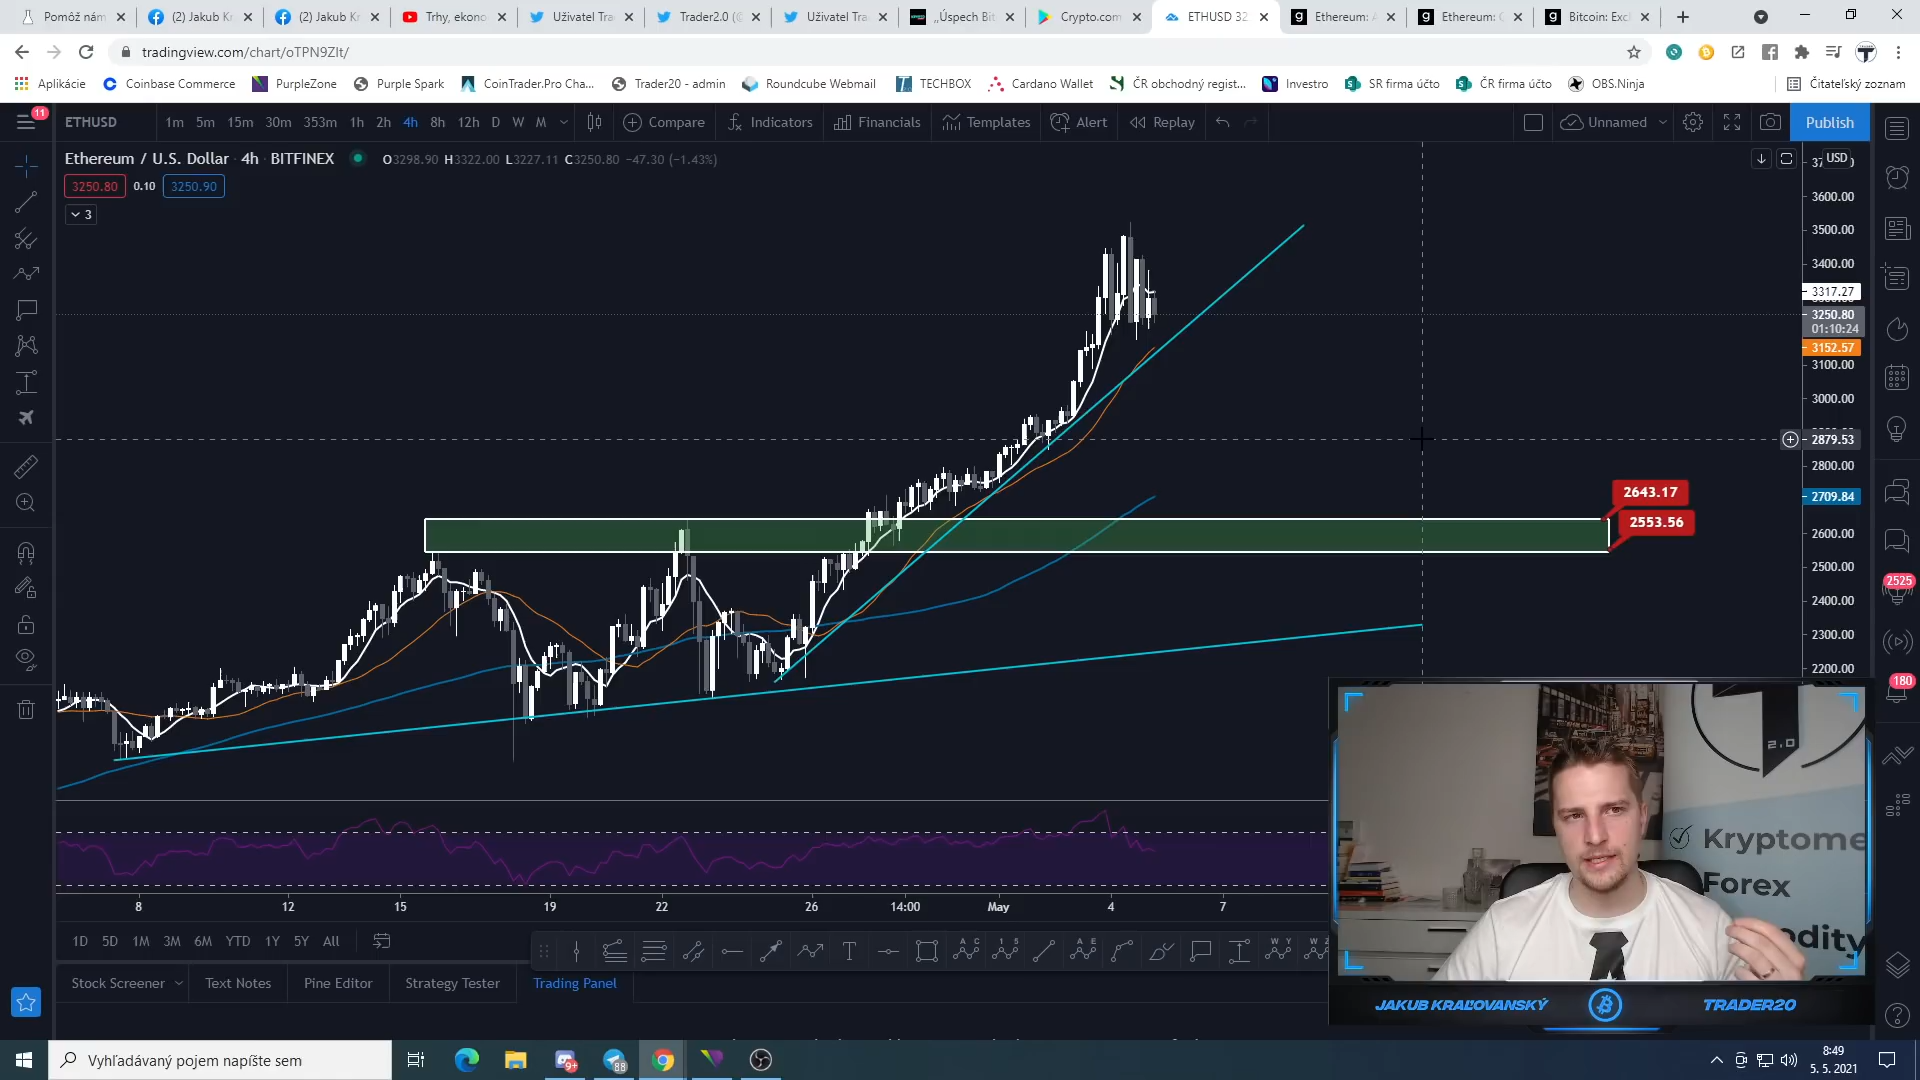 Pomôž nám
(2) Jakub Kr
(2) Jakub Kr
Trhy, ekono
Uživatel Tra
Trader2.0 (
Uživatel Tra
„Úspech Bit
Crypto.com
ETHUSD 32
Ethereum: A
Ethereum:
Bitcoin: Exc
tradingview.com/chart/oTPN9ZIt/
Aplikácie
Coinbase Commerce
PurpleZone
Purple Spark
CoinTrader.Pro Cha...
Trader20 - admin
Roundcube Webmail
TECHBOX
Cardano Wallet
ČR obchodný regist...
Investro
SR firma účto
ČR firma účto
OBS.Ninja
Čitateľský zoznam
11
ETHUSD
1m 5m 15m 30m 353m 1h 2h 4h 8h 12h D W M
Compare
Indicators
Financials
Templates
Alert
Replay
Unnamed
Publish
Ethereum / U.S. Dollar · 4h · BITFINEX
O3298.90 H3322.00 L3227.11 C3250.80 −47.30 (−1.43%)
3250.80 0.10 3250.90
3
USD
3600.00
3500.00
3400.00
3317.27
3250.80
01:10:24
3152.57
3100.00
3000.00
2879.53
2800.00
2709.84
2643.17
2553.56
2600.00
2500.00
2400.00
2300.00
2200.00
2525
180
8 12 15 19 22 26 14:00 May 4 7
1D 5D 1M 3M 6M YTD 1Y 5Y All
Stock Screener
Text Notes
Pine Editor
Strategy Tester
Trading Panel
2.0
Kryptome
Forex
odity
JAKUB KRAĽOVANSKÝ
TRADER20
Vyhľadávaný pojem napíšte sem
9+
88
8:49
5. 5. 2021